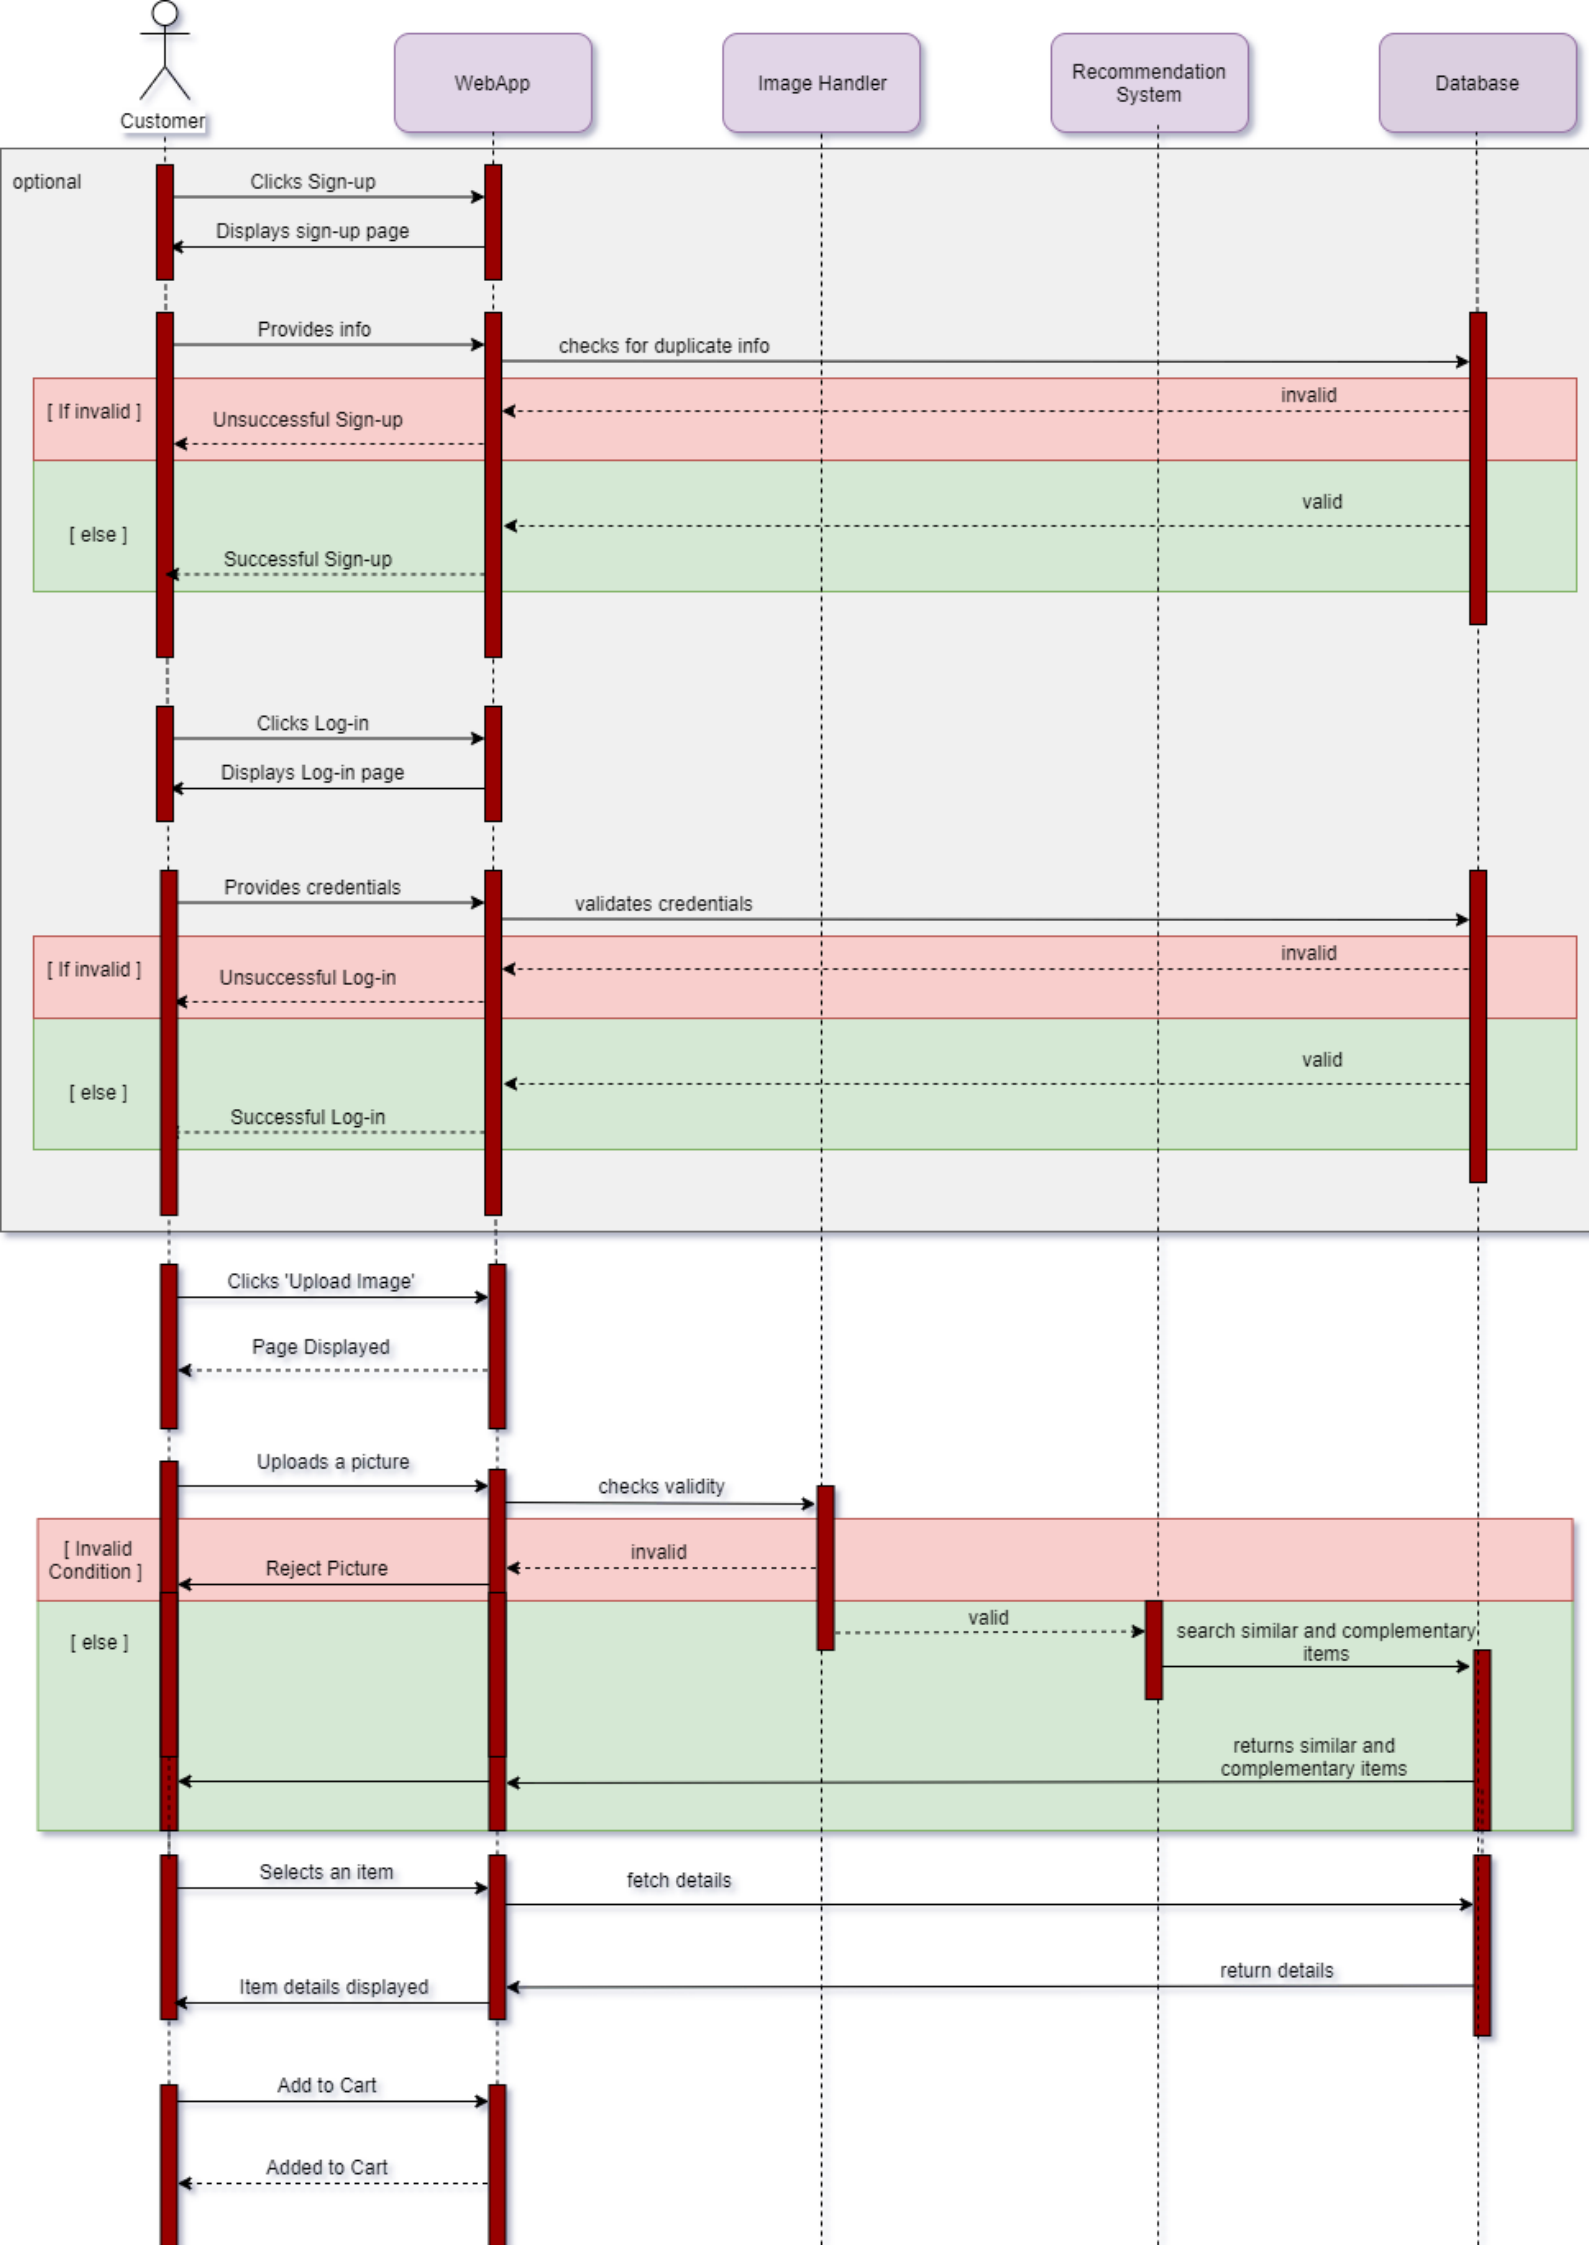 Customer
WebApp
Image Handler
Recommendation
System
Database
optional
Clicks Sign-up
Displays sign-up page
Provides info
checks for duplicate info
[ If invalid ]
invalid
Unsuccessful Sign-up
valid
[ else ]
Successful Sign-up
Clicks Log-in
Displays Log-in page
Provides credentials
validates credentials
[ If invalid ]
invalid
Unsuccessful Log-in
valid
[ else ]
Successful Log-in
Clicks 'Upload Image'
Page Displayed
Uploads a picture
checks validity
[ Invalid
Condition ]
invalid
Reject Picture
valid
[ else ]
search similar and complementary
items
returns similar and
complementary items
Selects an item
fetch details
return details
Item details displayed
Add to Cart
Added to Cart